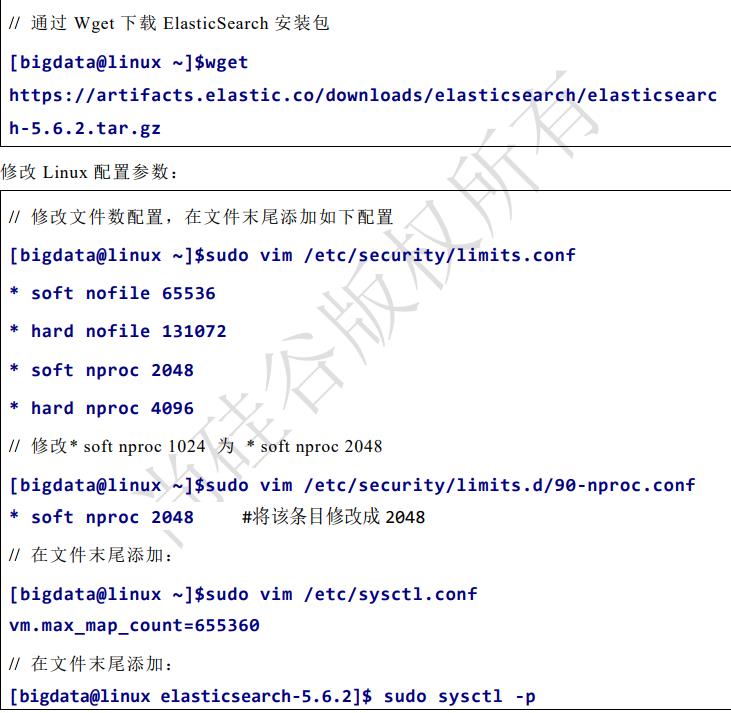 // 通过 Wget 下载 ElasticSearch 安装包
[bigdata@linux ~]$wget
https://artifacts.elastic.co/downloads/elasticsearch/elasticsearc
h-5.6.2.tar.gz
修改 Linux 配置参数：
// 修改文件数配置，在文件末尾添加如下配置
[bigdata@linux ~]$sudo vim /etc/security/limits.conf
* soft nofile 65536
* hard nofile 131072
* soft nproc 2048
* hard nproc 4096
// 修改* soft nproc 1024 为 * soft nproc 2048
[bigdata@linux ~]$sudo vim /etc/security/limits.d/90-nproc.conf
* soft nproc 2048 #将该条目修改成 2048
// 在文件末尾添加：
[bigdata@linux ~]$sudo vim /etc/sysctl.conf
vm.max_map_count=655360
// 在文件末尾添加：
[bigdata@linux elasticsearch-5.6.2]$ sudo sysctl -p
尚硅谷版权所有